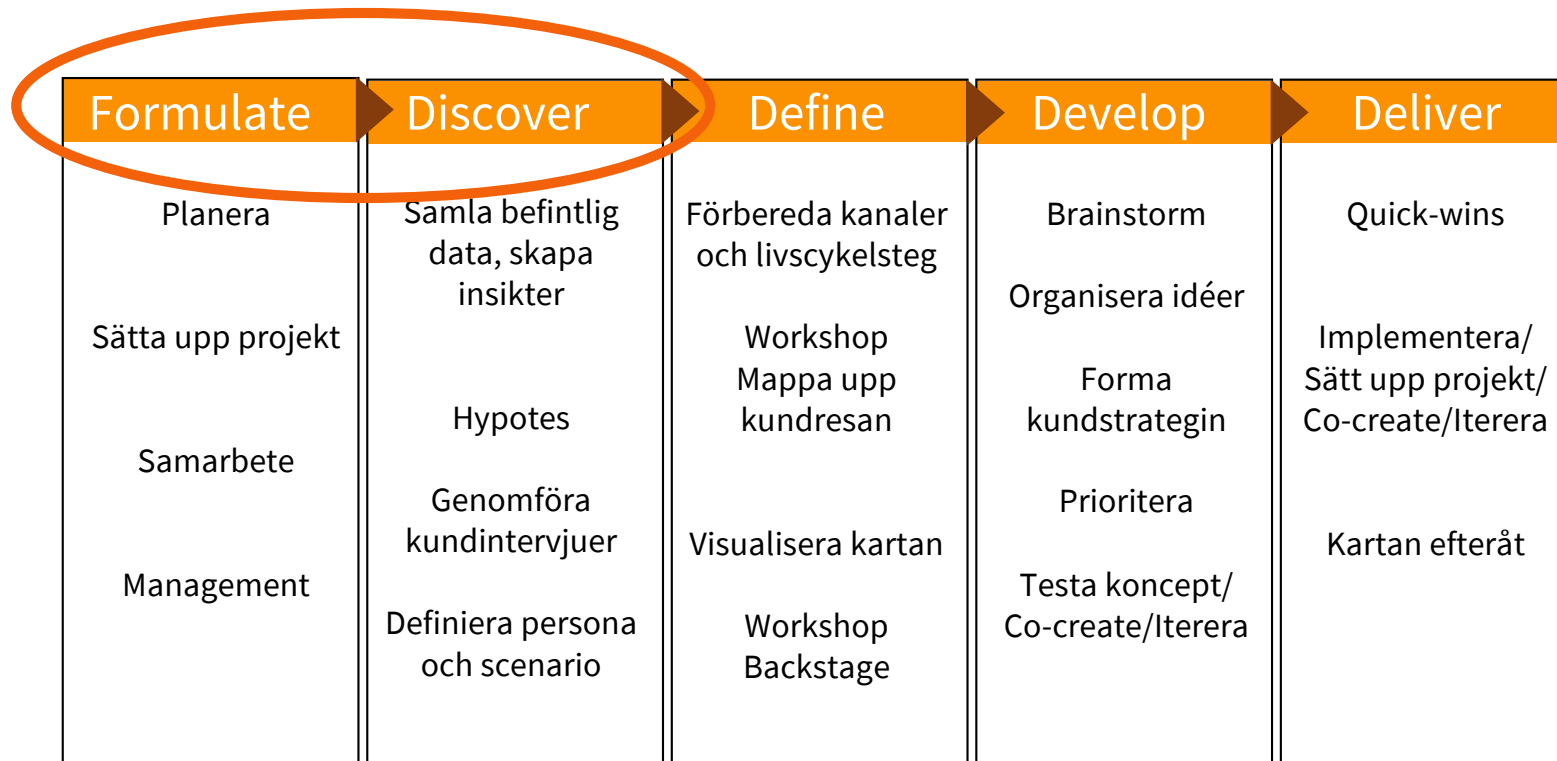 Formulate
Discover
Define
Develop
Deliver
Planera
Sätta upp projekt
Samarbete
Management
Samla befintlig
data, skapa
insikter
Hypotes
Genomföra
kundintervjuer
Definiera persona
och scenario
Förbereda kanaler
och livscykelsteg
Workshop
Mappa upp
kundresan
Visualisera kartan
Workshop
Backstage
Brainstorm
Organisera idéer
Forma
kundstrategin
Prioritera
Testa koncept/
Co-create/Iterera
Quick-wins
Implementera/
Sätt upp projekt/
Co-create/Iterera
Kartan efteråt